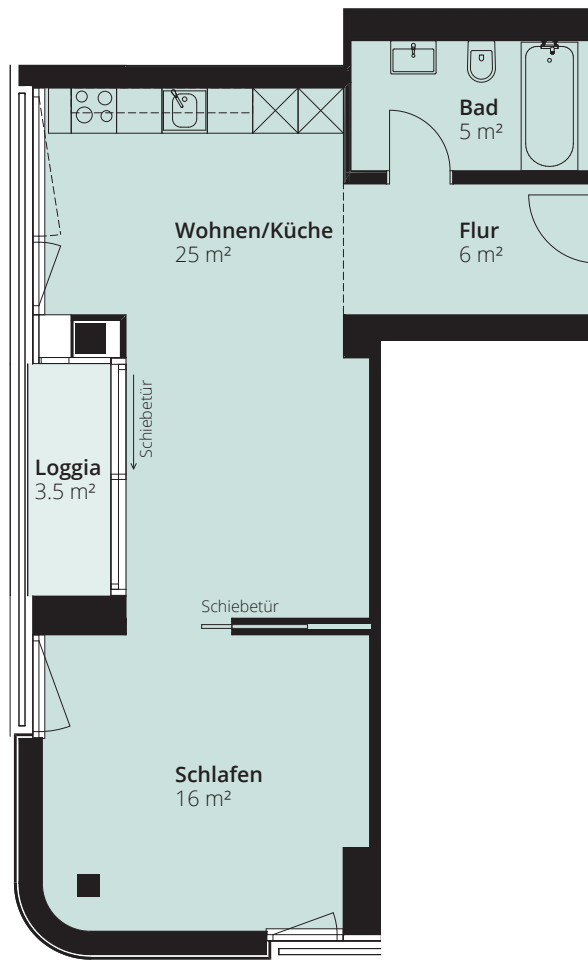 Bad
5 m²
Wohnen/Küche
25 m²
Flur
6 m²
Schiebetür
Loggia
3.5 m²
Schiebetür
Schlafen
16 m²